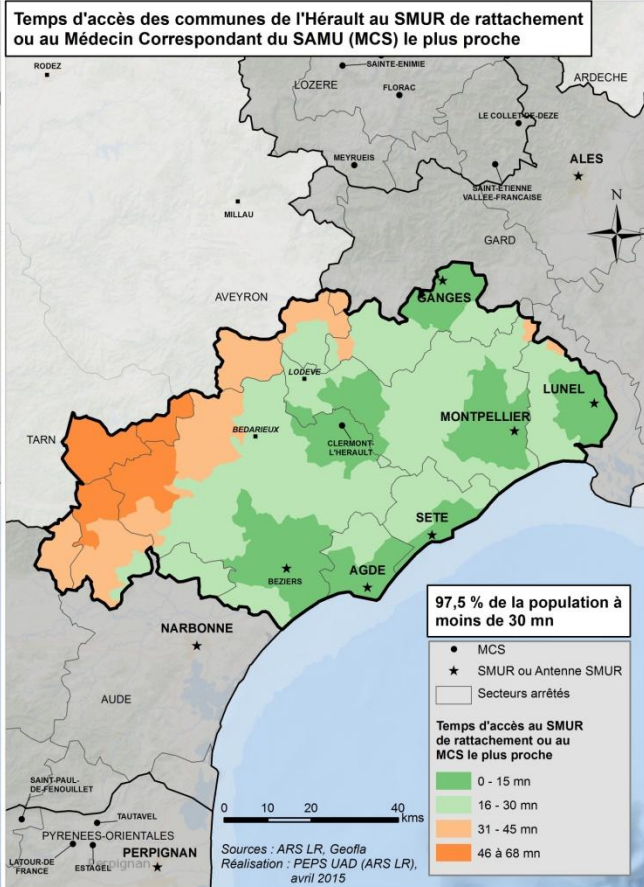 Temps d'accès des communes de l'Hérault au SMUR de rattachement
ou au Médecin Correspondant du SAMU (MCS) le plus proche
RODEZ
SAINTE-ENIMIE
LOZERE
ARDECHE
FLORAC
LE COLLET-DE-DEZE
MEYRUEIS
ALES
SAINT-ETIENNE
VALLEE-FRANCAISE
MILLAU
N
GARD
AVEYRON
GANGES
LODEVE
LUNEL
MONTPELLIER
BEDARIEUX
TARN
CLERMONT-
L'HERAULT
SETE
AGDE
BEZIERS
97,5 % de la population à
moins de 30 mn
NARBONNE
MCS
SMUR ou Antenne SMUR
Secteurs arrêtés
AUDE
Temps d'accès au SMUR
de rattachement ou au
MCS le plus proche
0 - 15 mn
16 - 30 mn
31 - 45 mn
46 à 68 mn
SAINT-PAUL-
DE-FENOUILLET
0 10 20 40
kms
TAUTAVEL
PYRENEES-ORIENTALES
LATOUR-DE
FRANCE
ESTAGEL
Perpignan
PERPIGNAN
Sources : ARS LR, Geofla
Réalisation : PEPS UAD (ARS LR),
avril 2015